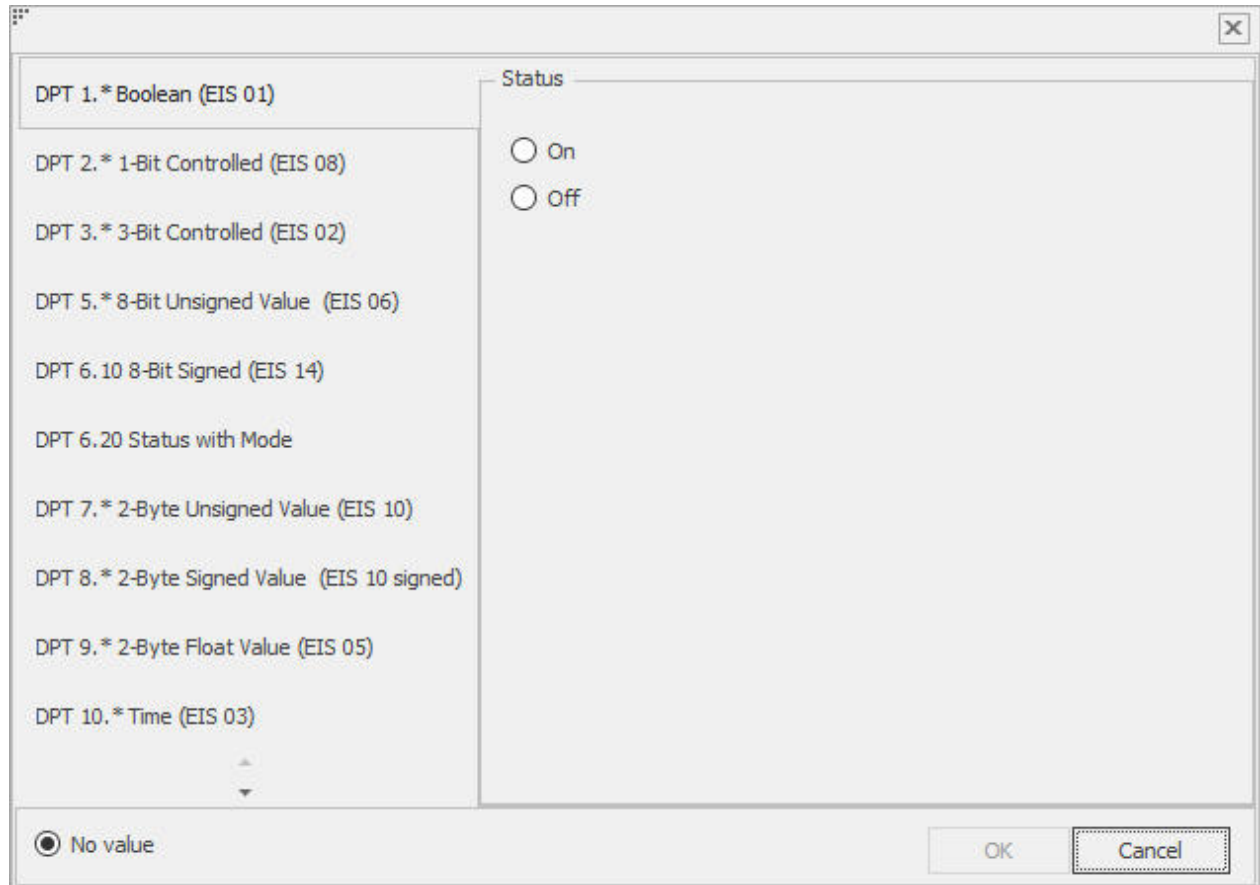 DPT 1.* Boolean (EIS 01)
DPT 2.* 1-Bit Controlled (EIS 08)
DPT 3.* 3-Bit Controlled (EIS 02)
DPT 5.* 8-Bit Unsigned Value  (EIS 06)
DPT 6.10 8-Bit Signed (EIS 14)
DPT 6.20 Status with Mode
DPT 7.* 2-Byte Unsigned Value (EIS 10)
DPT 8.* 2-Byte Signed Value  (EIS 10 signed)
DPT 9.* 2-Byte Float Value (EIS 05)
DPT 10.* Time (EIS 03)
Status
On
Off
No value
OK
Cancel